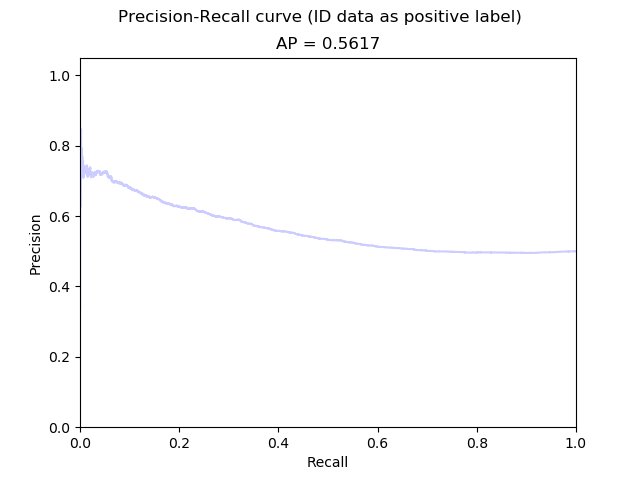 Precision-Recall curve (ID data as positive label)
AP = 0.5617
1.0
0.8
0.6
0.4
0.2
0.0
Precision
0.0 0.2 0.4 0.6 0.8 1.0
Recall